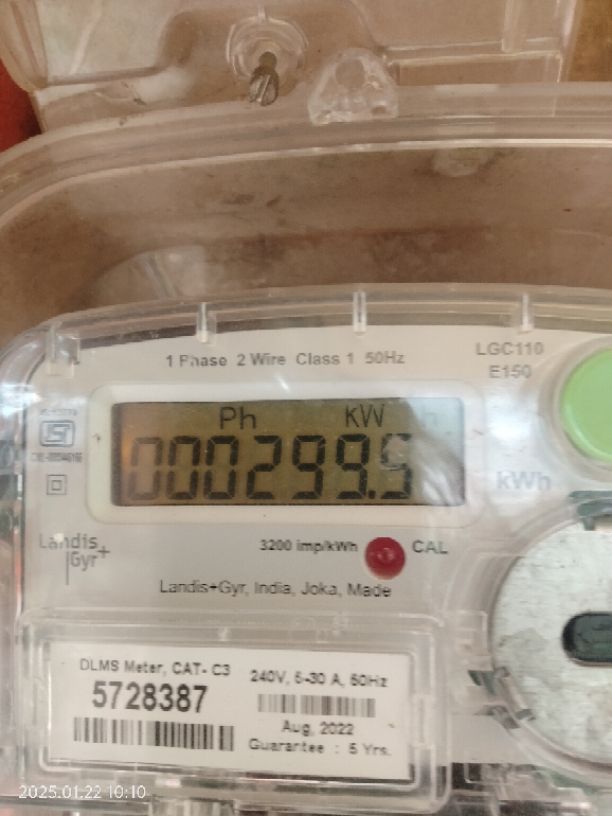 1 Phase 2 Wire Class 1 50Hz
LGC110
E150
Ph KW h
000299.5
kWh
Landis
Gyr+
3200 imp/kWh
CAL
Landis+Gyr, India, Joka, Made
DLMS Meter, CAT- C3
5728387
240V, 5-30 A, 50Hz
Aug, 2022
Guarantee : 5 Yrs.
2025.01.22 10:10